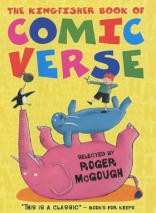 THE KINGFISHER BOOK OF
COMIC
VERSE
SELECTED BY
ROGER
McGOUGH
"THIS IS A CLASSIC" – BOOKS FOR KEEPS